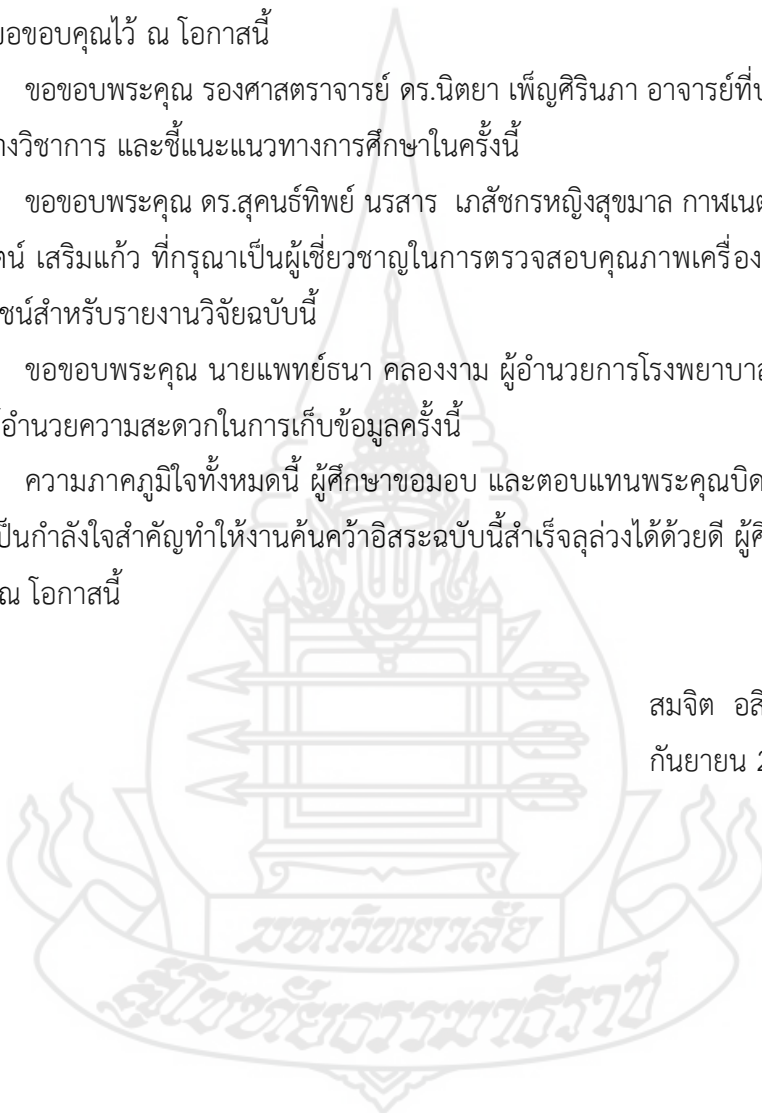 ขอขอบคุณไว้ ณ โอกาสนี้
ขอขอบพระคุณ รองศาสตราจารย์ ดร.นิตยา เพ็ญศิรินภา อาจารย์ที่
างวิชาการ และชี้แนะแนวทางการศึกษาในครั้งนี้
ขอขอบพระคุณ ดร.สุคนธ์ทิพย์ นรสาร เภสัชกรหญิงสุขมาล กาฬเนต
ตน์ เสริมแก้ว ที่กรุณาเป็นผู้เชี่ยวชาญในการตรวจสอบคุณภาพเครื่อง
ชน์สำหรับรายงานวิจัยฉบับนี้
ขอขอบพระคุณ นายแพทย์ธนา คลองงาม ผู้อำนวยการโรงพยาบาล
อำนวยความสะดวกในการเก็บข้อมูลครั้งนี้
ความภาคภูมิใจทั้งหมดนี้ ผู้ศึกษาขอมอบ และตอบแทนพระคุณบิด
ป็นกำลังใจสำคัญทำให้งานค้นคว้าอิสระฉบับนี้สำเร็จลุล่วงได้ด้วยดี ผู้ศึ
ณ โอกาสนี้
สมจิต อสิ
กันยายน 2
มหาวิทยาลัย
สุโขทัยธรรมาธิราช